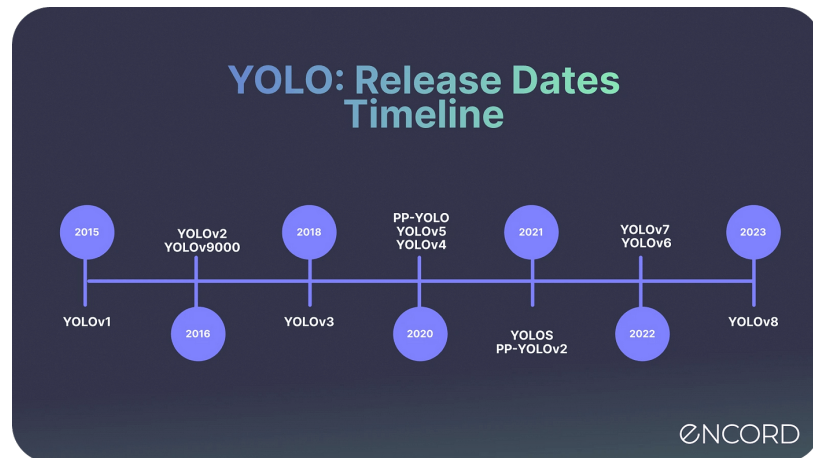 YOLO: Release Dates
Timeline
2015
YOLOv1
YOLOv2
YOLOv9000
2016
2018
YOLOv3
PP-YOLO
YOLOv5
YOLOv4
2020
2021
YOLOS
PP-YOLOv2
YOLOv7
YOLOv6
2022
2023
YOLOv8
eNCORD